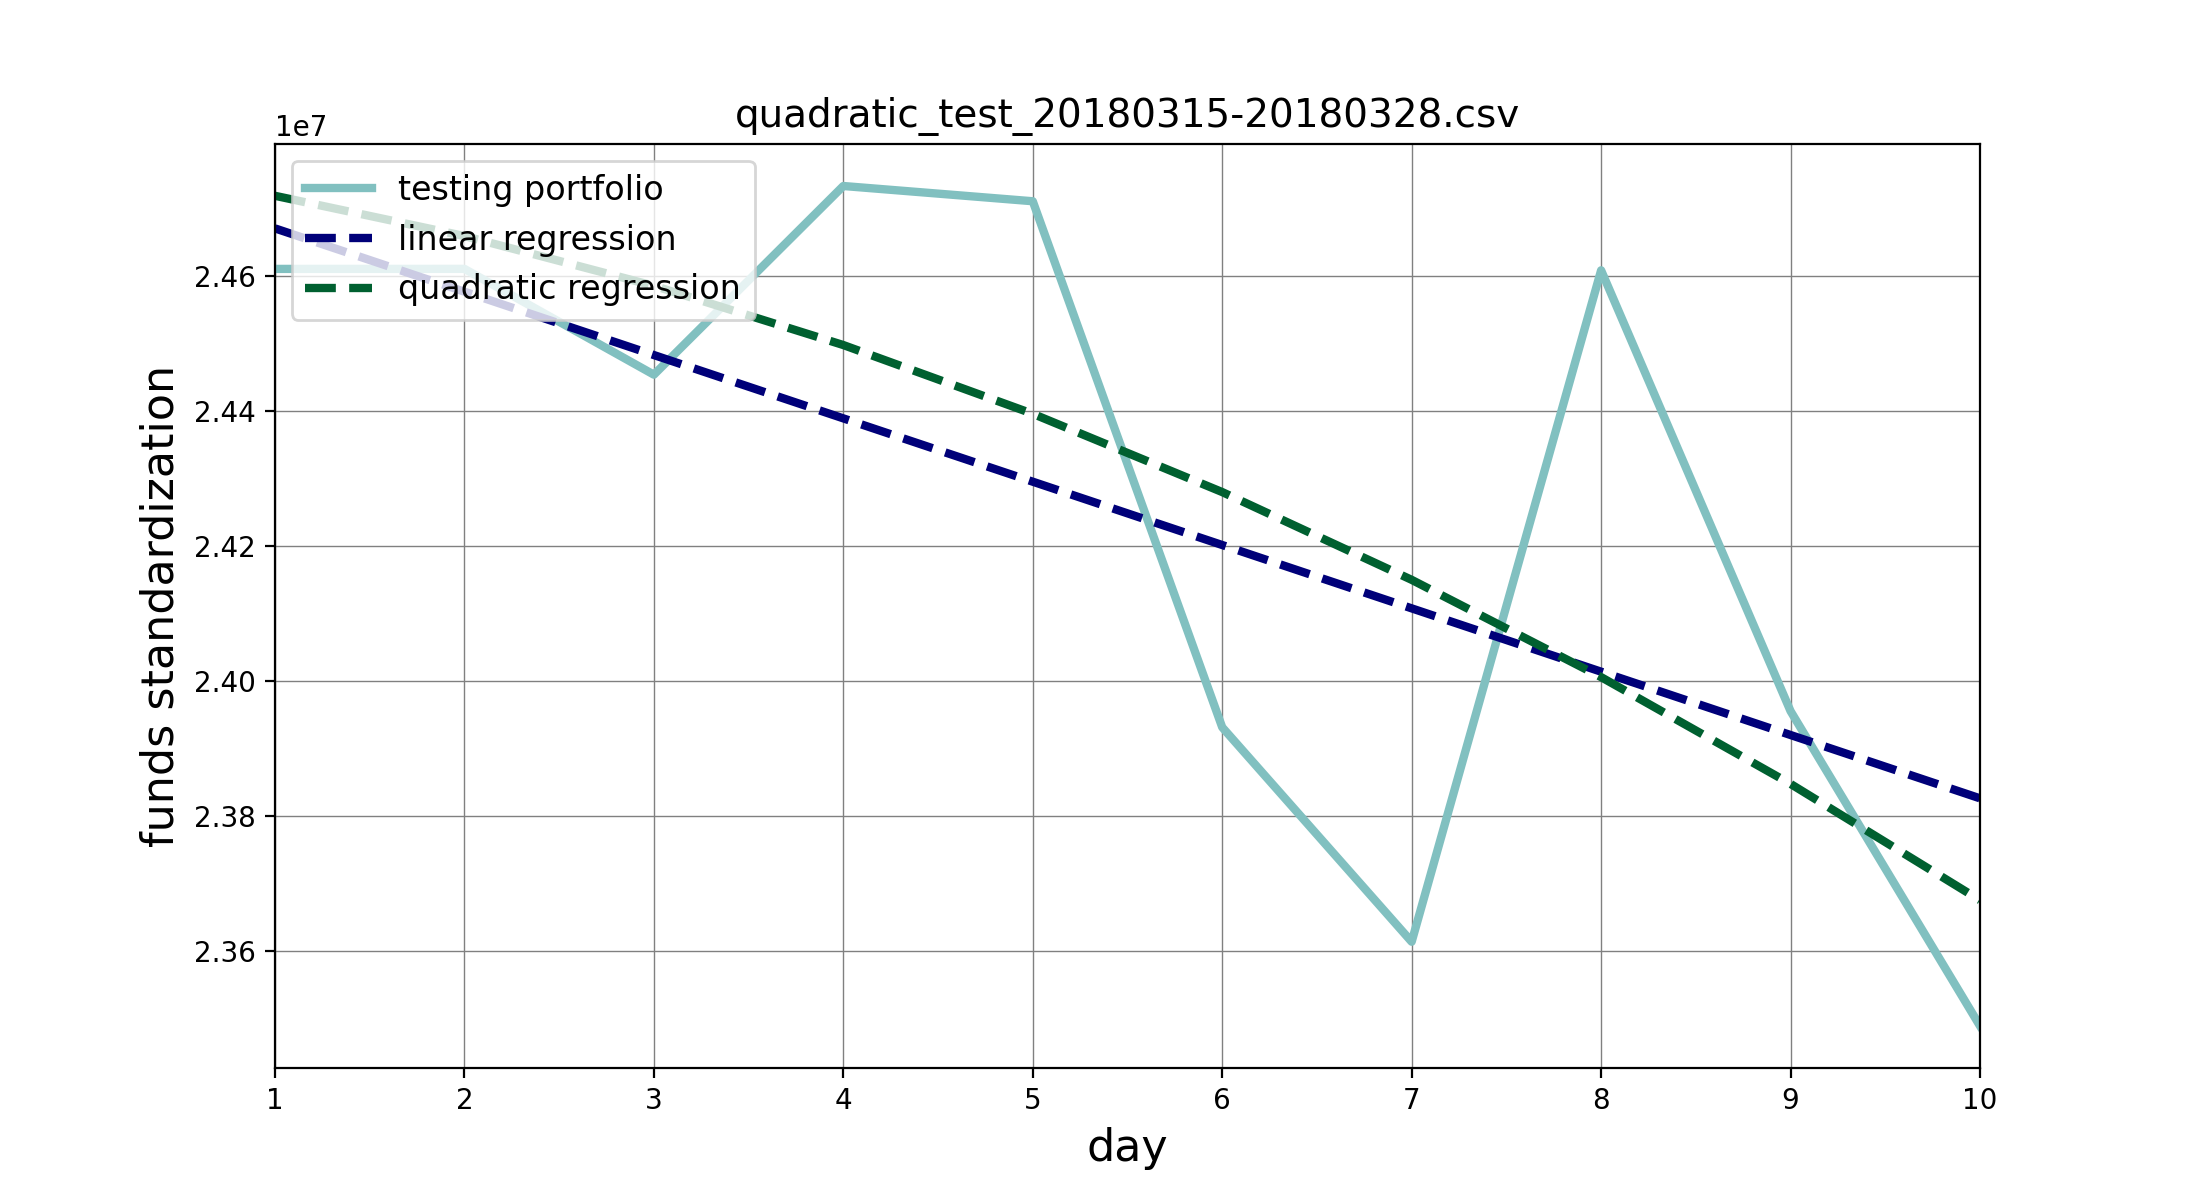 quadratic_test_20180315-20180328.csv
1e7
testing portfolio
linear regression
quadratic regression
2.46
2.44
2.42
2.40
2.38
2.36
funds standardization
1 2 3 4 5 6 7 8 9 10
day